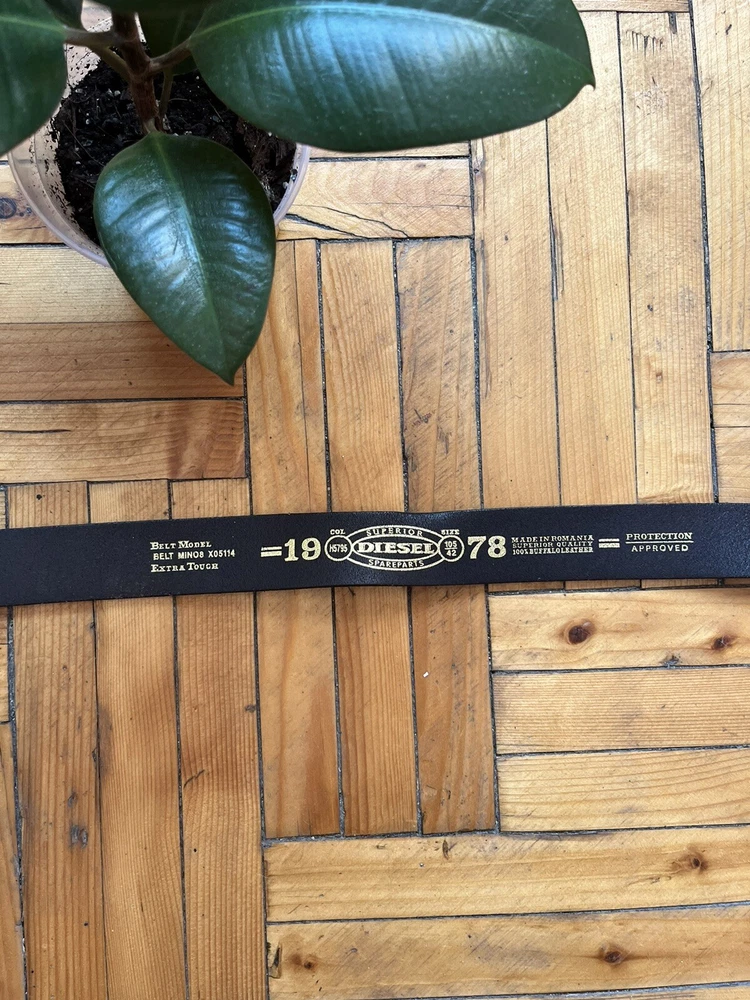 Belt Model
BELT MINO8 X05114
Extra Tough
=19
COL
H5795
SUPERIOR
DIESEL
SPAREPARTS
SIZE
105
42
78
MADE IN ROMANIA
SUPERIOR QUALITY
100% BUFFALO LEATHER
PROTECTION
APPROVED